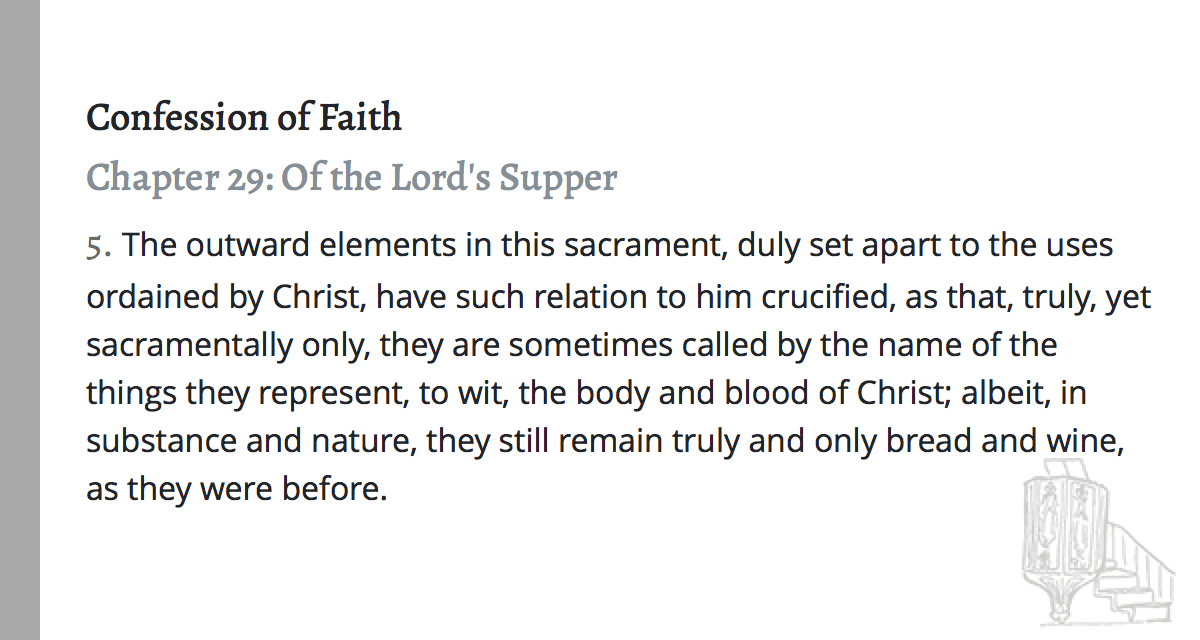 Confession of Faith
Chapter 29: Of the Lord's Supper
5. The outward elements in this sacrament, duly set apart to the uses
ordained by Christ, have such relation to him crucified, as that, truly, yet
sacramentally only, they are sometimes called by the name of the
things they represent, to wit, the body and blood of Christ; albeit, in
substance and nature, they still remain truly and only bread and wine,
as they were before.